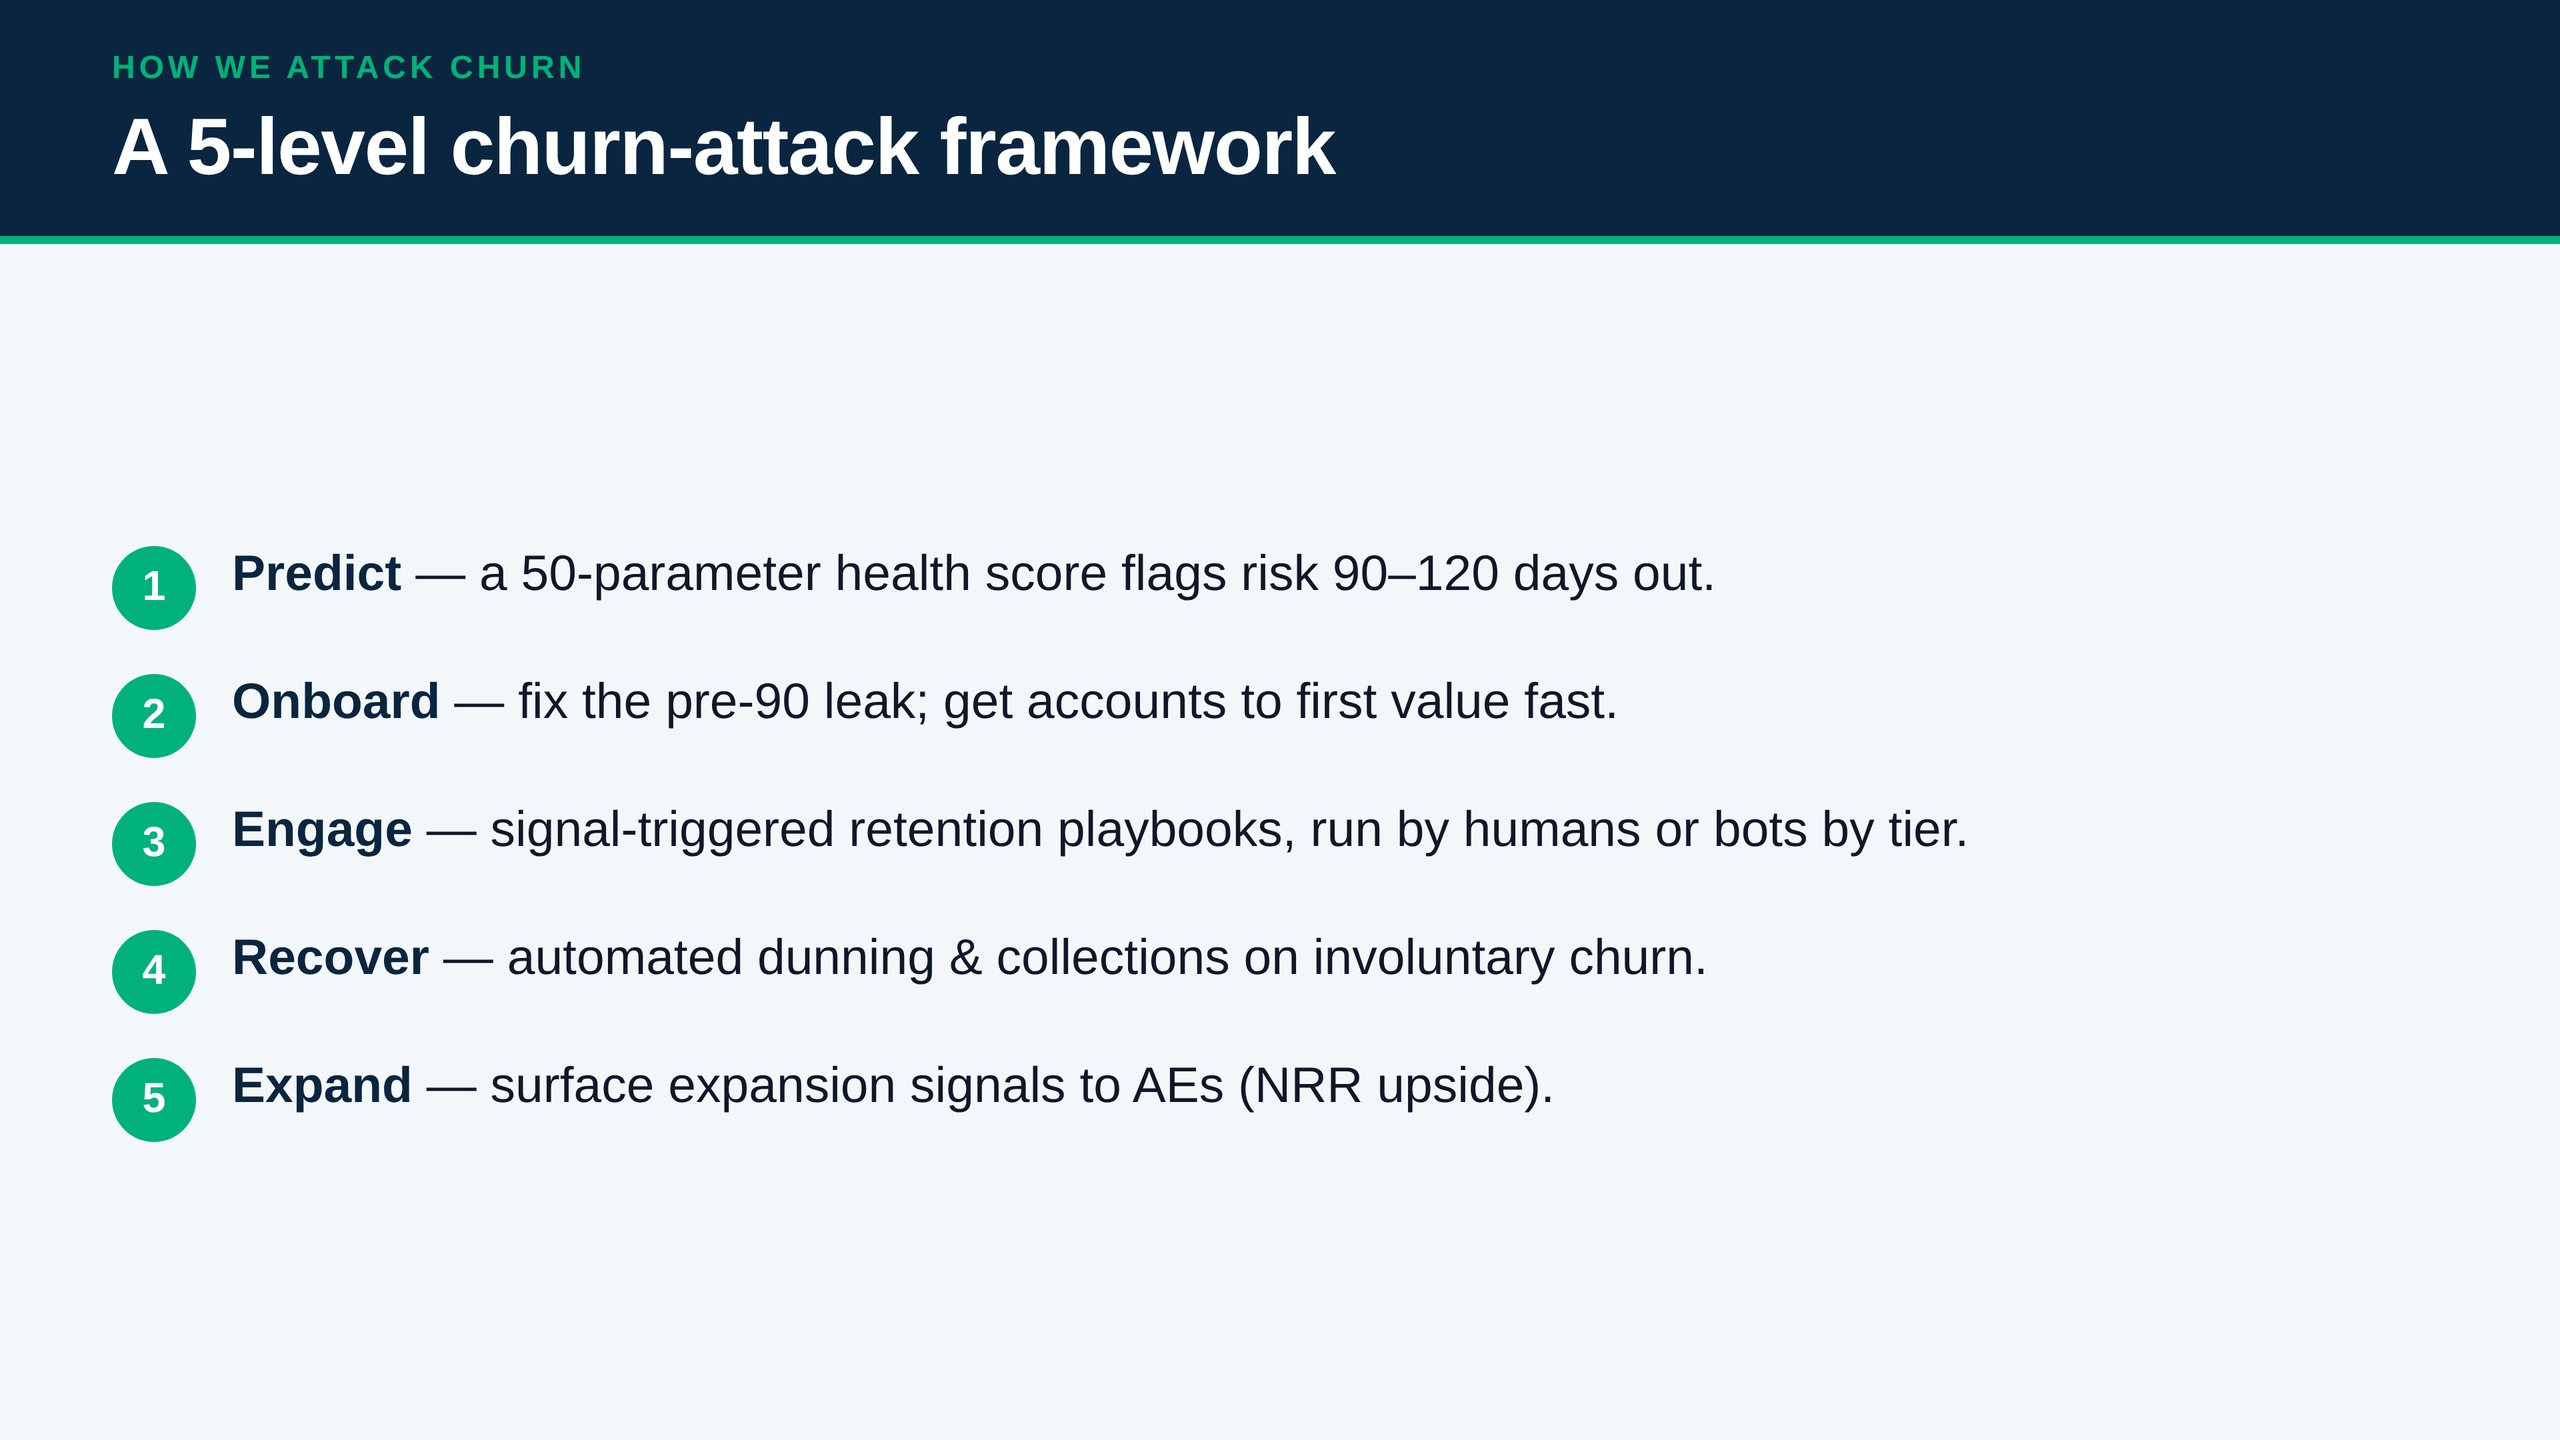 HOW WE ATTACK CHURN
A 5-level churn-attack framework
1 Predict — a 50-parameter health score flags risk 90–120 days out.
2 Onboard — fix the pre-90 leak; get accounts to first value fast.
3 Engage — signal-triggered retention playbooks, run by humans or bots by tier.
4 Recover — automated dunning & collections on involuntary churn.
5 Expand — surface expansion signals to AEs (NRR upside).